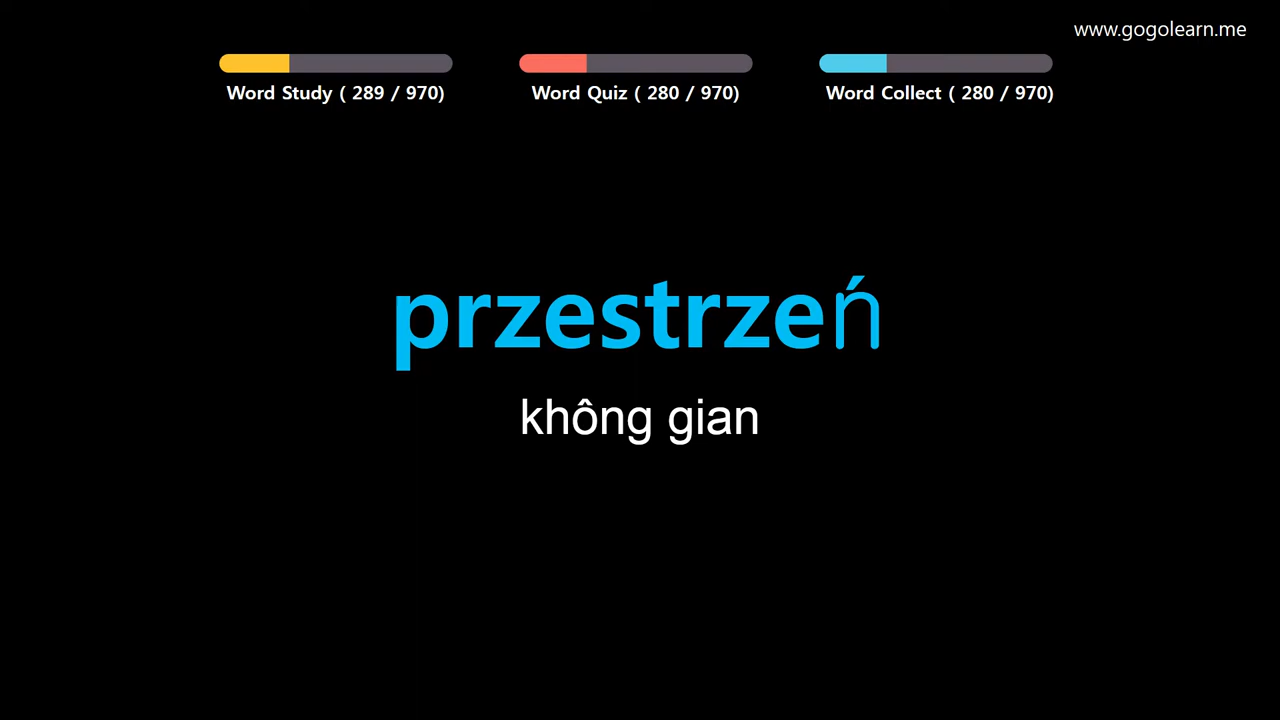 www.gogolearn.me
Word Study ( 289 / 970)
Word Quiz ( 280 / 970)
Word Collect ( 280 / 970)
przestrzeń
không gian